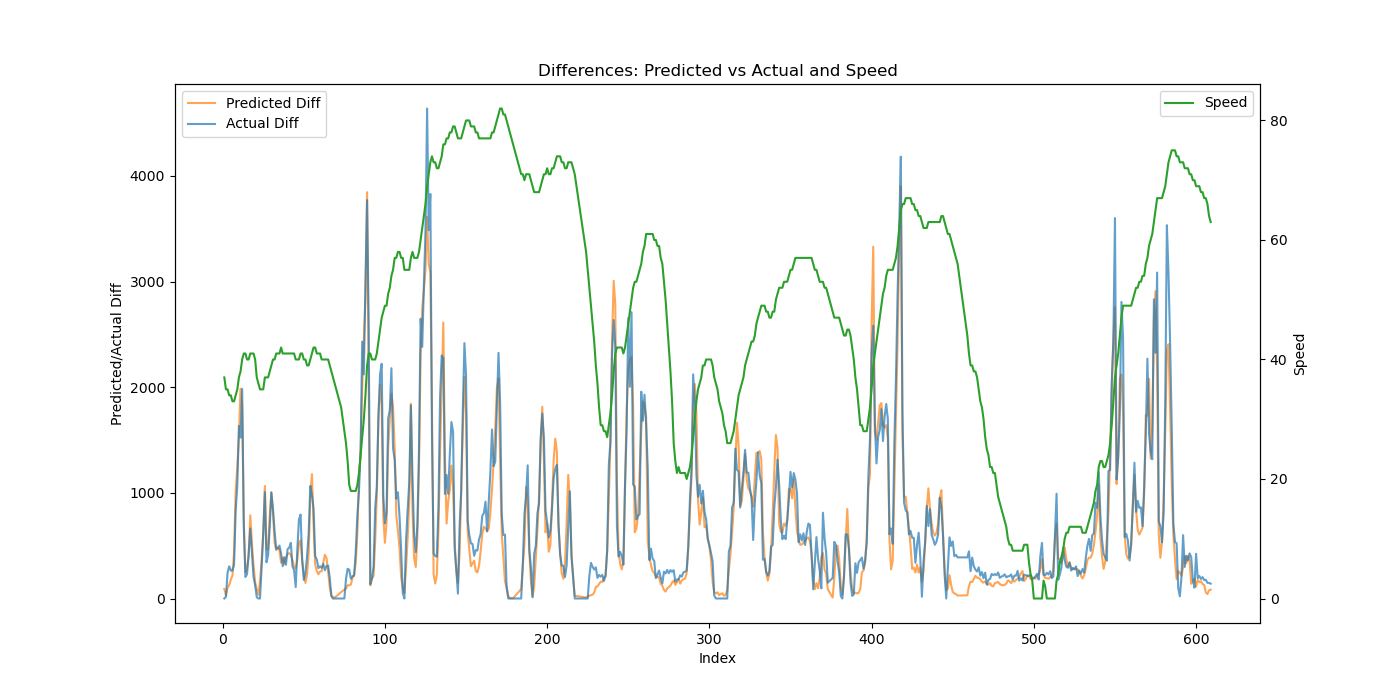 Differences: Predicted vs Actual and Speed
Predicted Diff
Actual Diff
Speed
Predicted/Actual Diff
4000
3000
2000
1000
0
80
60
40
20
0
Speed
0 100 200 300 400 500 600
Index